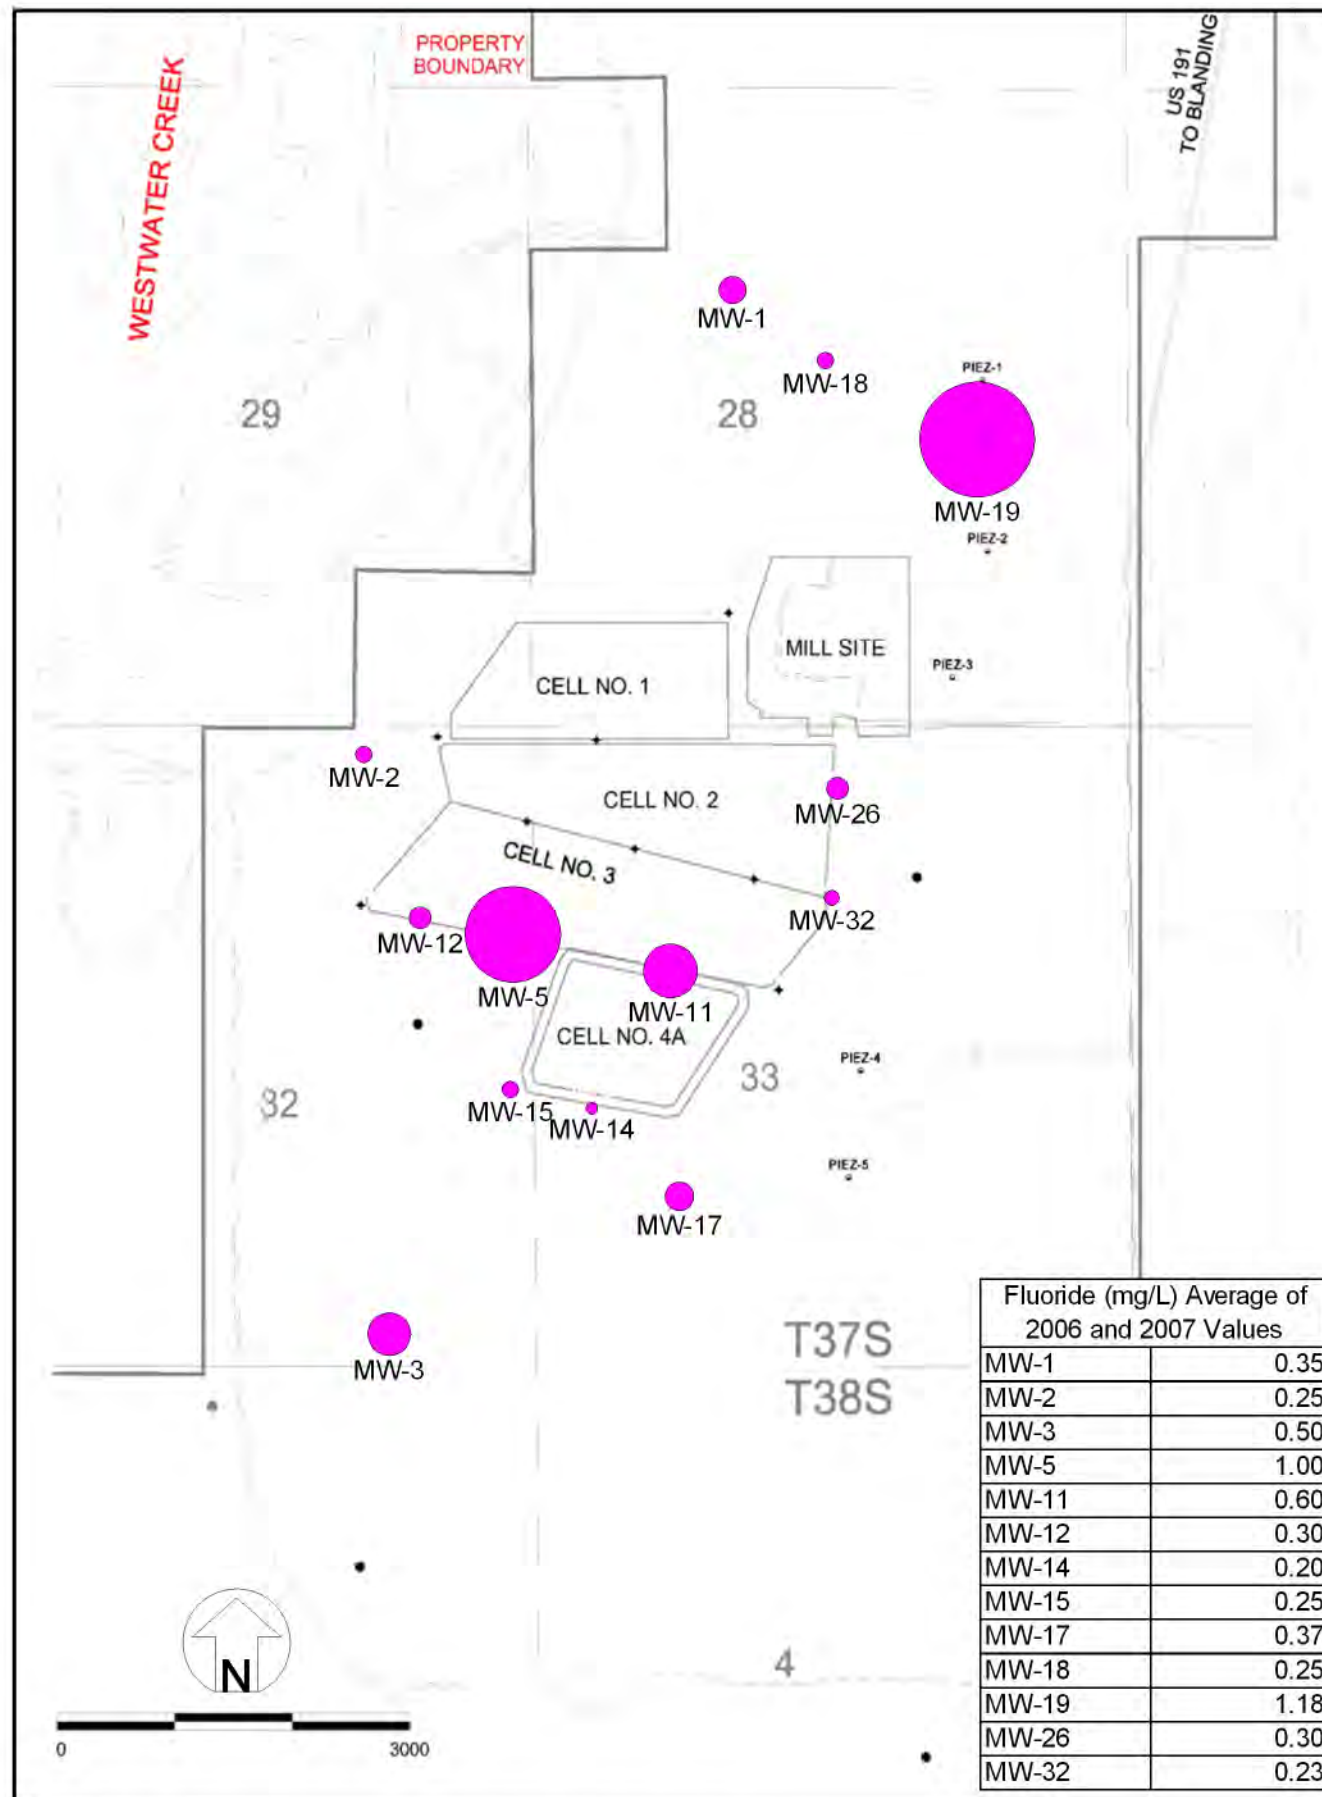 PROPERTY
BOUNDARY
WESTWATER CREEK
US 191
TO BLANDING
MW-1
MW-18
PIEZ-1
29
28
MW-19
PIEZ-2
MILL SITE
PIEZ-3
CELL NO. 1
MW-2
CELL NO. 2
MW-26
CELL NO. 3
MW-32
MW-12
MW-5
MW-11
CELL NO. 4A
PIEZ-4
33
32
MW-15
MW-14
PIEZ-5
MW-17
MW-3
T37S
T38S
Fluoride (mg/L) Average of
2006 and 2007 Values
MW-1 0.35
MW-2 0.25
MW-3 0.50
MW-5 1.00
MW-11 0.60
MW-12 0.30
MW-14 0.20
MW-15 0.25
MW-17 0.37
MW-18 0.25
MW-19 1.18
MW-26 0.30
MW-32 0.23
4
N
0 3000